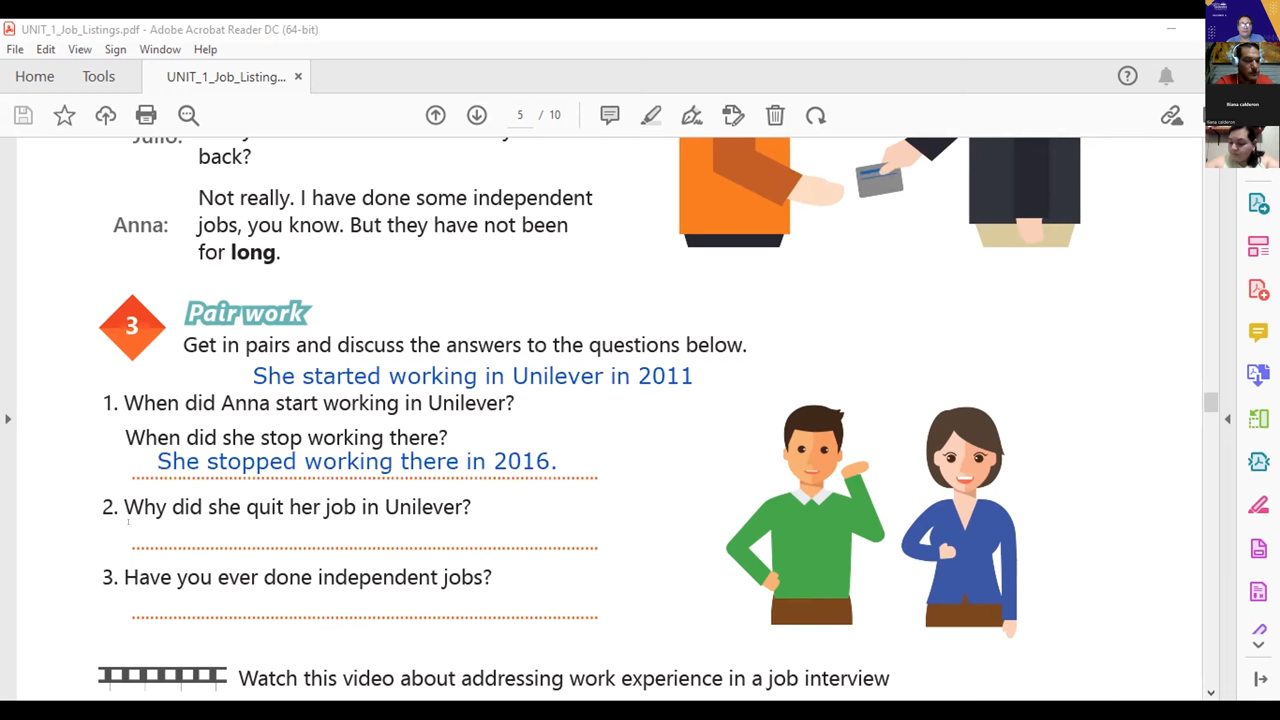 UNIT_1_Job_Listings.pdf - Adobe Acrobat Reader DC (64-bit)
File Edit View Sign Window Help
Home Tools UNIT_1_Job_Listing... ×
5 / 10
Julio:
back?
Not really. I have done some independent
Anna: jobs, you know. But they have not been
for long.
3 Pair work
Get in pairs and discuss the answers to the questions below.
She started working in Unilever in 2011
1. When did Anna start working in Unilever?
When did she stop working there?
She stopped working there in 2016.
2. Why did she quit her job in Unilever?
3. Have you ever done independent jobs?
Watch this video about addressing work experience in a job interview
Iliana calderon
Iliana calderon